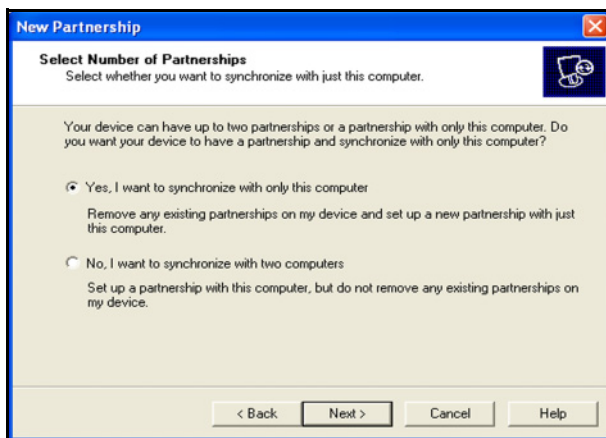 New Partnership
Select Number of Partnerships
Select whether you want to synchronize with just this computer.
Your device can have up to two partnerships or a partnership with only this computer. Do
you want your device to have a partnership and synchronize with only this computer?
Yes, I want to synchronize with only this computer
Remove any existing partnerships on my device and set up a new partnership with just
this computer.
No, I want to synchronize with two computers
Set up a partnership with this computer, but do not remove any existing partnerships on
my device.
< Back Next > Cancel Help